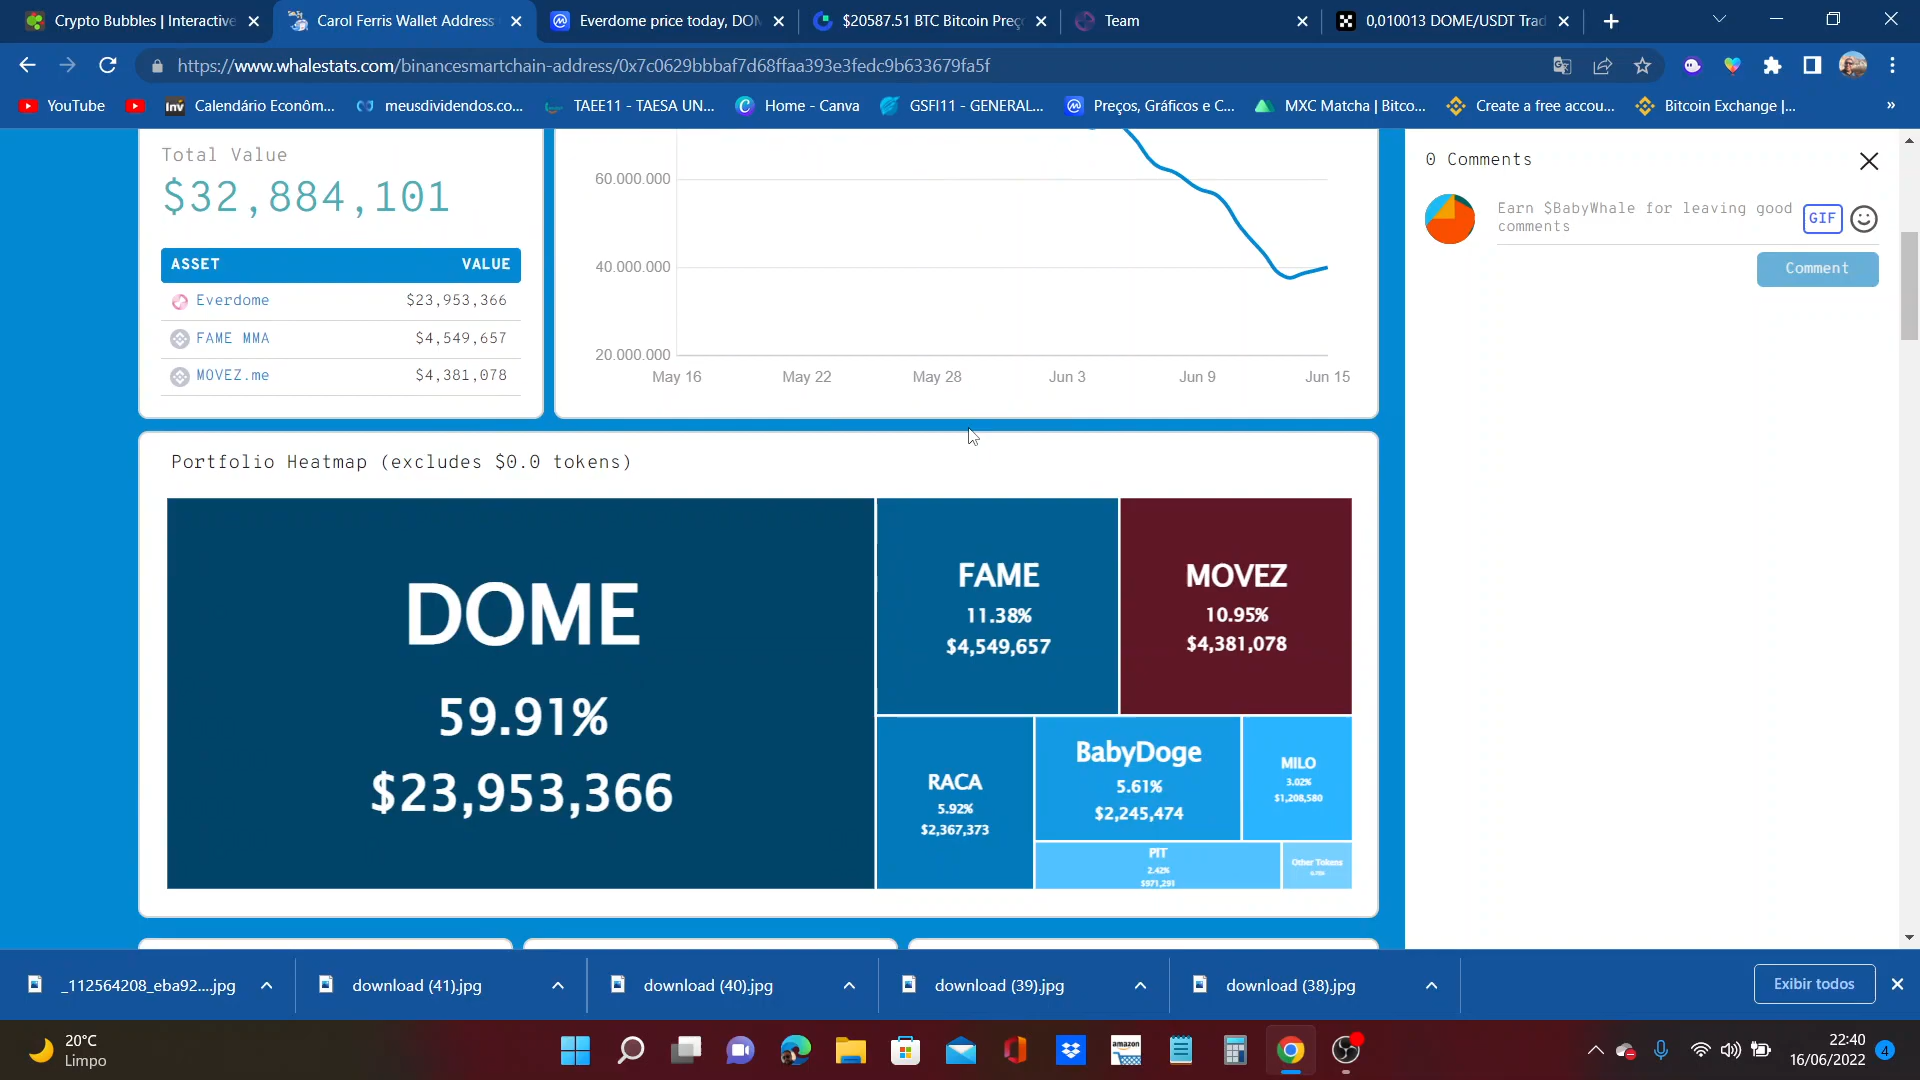 Crypto Bubbles | Interactive
Carol Ferris Wallet Address
Everdome price today, DOM
$20587.51 BTC Bitcoin Preço
Team
0,010013 DOME/USDT Trad
https://www.whalestats.com/binancesmartchain-address/0x7c0629bbbaf7d68ffaa393e3fedc9b633679fa5f
YouTube
Calendário Econôm...
meusdividendos.co...
TAEE11 - TAESA UN...
Home - Canva
GSFI11 - GENERAL...
Preços, Gráficos e C...
MXC Matcha | Bitco...
Create a free accou...
Bitcoin Exchange |...
»
Total Value
$32,884,101
ASSET VALUE
Everdome $23,953,366
FAME MMA $4,549,657
MOVEZ.me $4,381,078
60.000.000
40.000.000
20.000.000
May 16 May 22 May 28 Jun 3 Jun 9 Jun 15
0 Comments
Earn $BabyWhale for leaving good
comments
GIF
Comment
Portfolio Heatmap (excludes $0.0 tokens)
DOME
59.91%
$23,953,366
FAME
11.38%
$4,549,657
MOVEZ
10.95%
$4,381,078
RACA
5.92%
$2,367,373
BabyDoge
5.61%
$2,245,474
MILO
3.02%
$1,208,580
PIT
2.42%
$971,291
Other Tokens
_112564208_eba92....jpg
download (41).jpg
download (40).jpg
download (39).jpg
download (38).jpg
Exibir todos
20°C
Limpo
amazon
22:40
16/06/2022
4